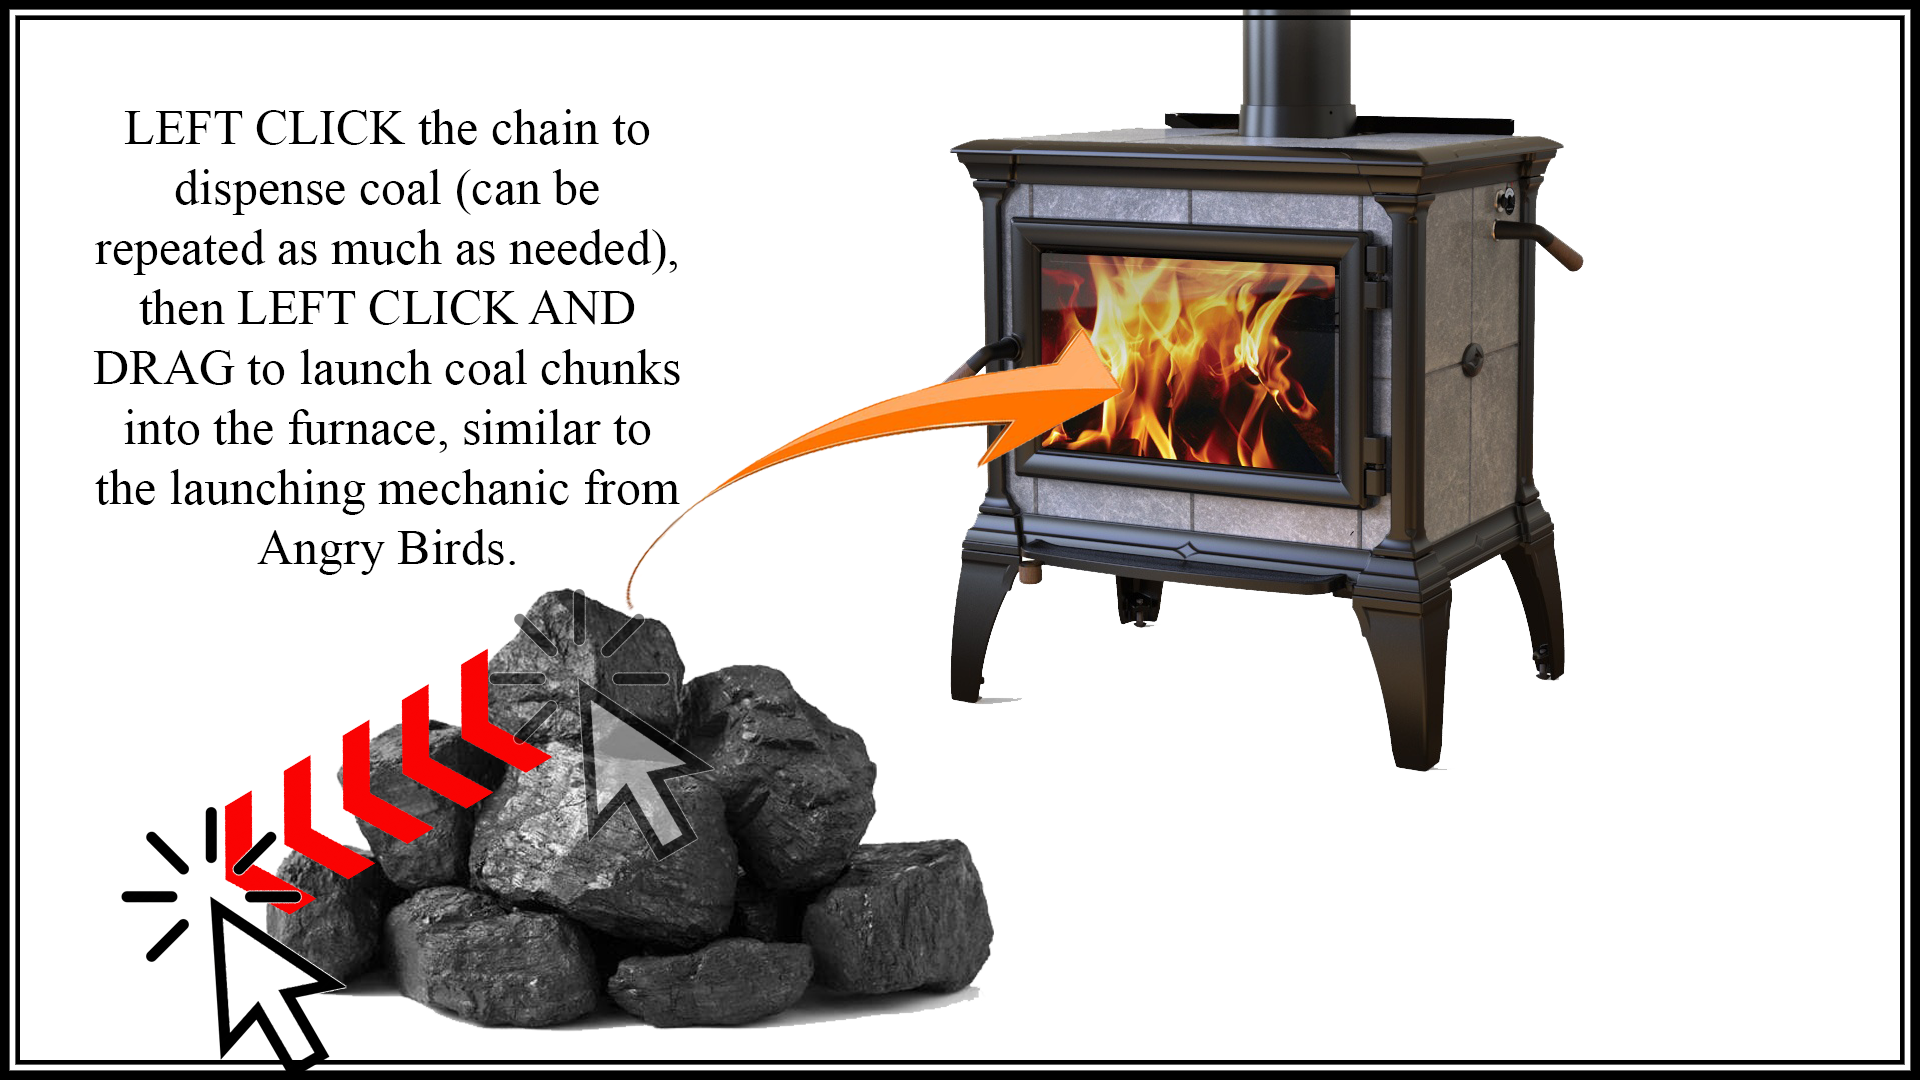 LEFT CLICK the chain to
dispense coal (can be
repeated as much as needed),
then LEFT CLICK AND
DRAG to launch coal chunks
into the furnace, similar to
the launching mechanic from
Angry Birds.